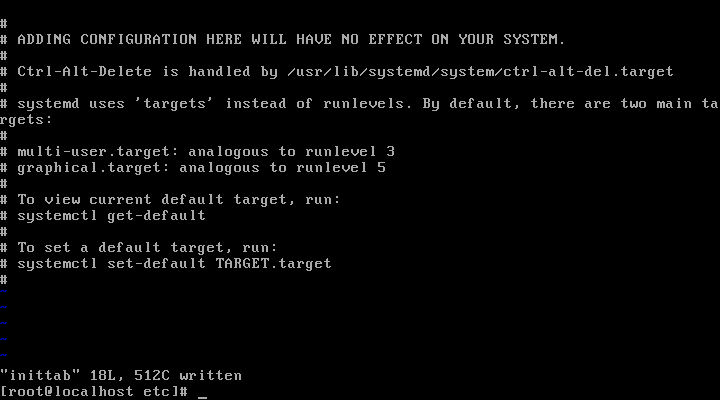 #
# ADDING CONFIGURATION HERE WILL HAVE NO EFFECT ON YOUR SYSTEM.
#
# Ctrl-Alt-Delete is handled by /usr/lib/systemd/system/ctrl-alt-del.target
#
# systemd uses 'targets' instead of runlevels. By default, there are two main ta
rgets:
#
# multi-user.target: analogous to runlevel 3
# graphical.target: analogous to runlevel 5
#
# To view current default target, run:
# systemctl get-default
#
# To set a default target, run:
# systemctl set-default TARGET.target
#
~
~
~
~
~
"inittab" 18L, 512C written
[root@localhost etc]# _